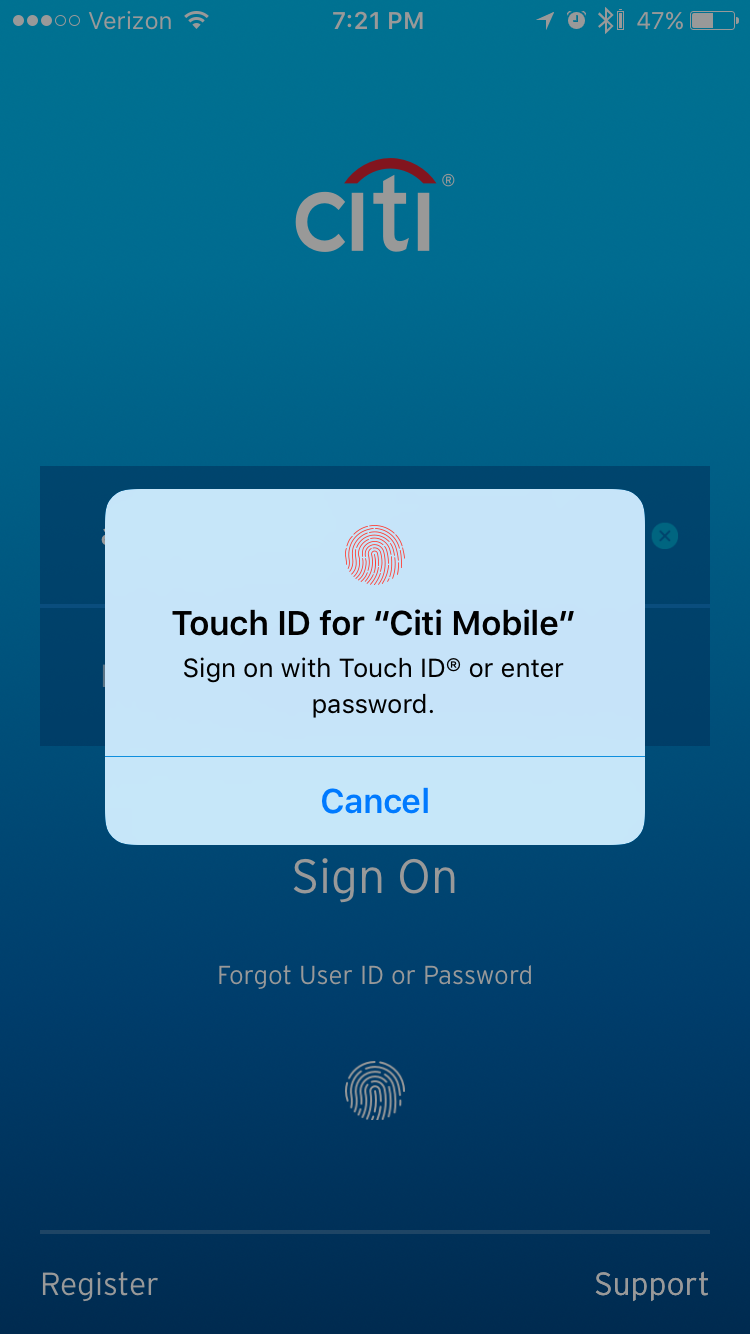 Verizon 7:21 PM 47%
citi®
Touch ID for “Citi Mobile”
Sign on with Touch ID® or enter
password.
Cancel
Sign On
Forgot User ID or Password
Register Support